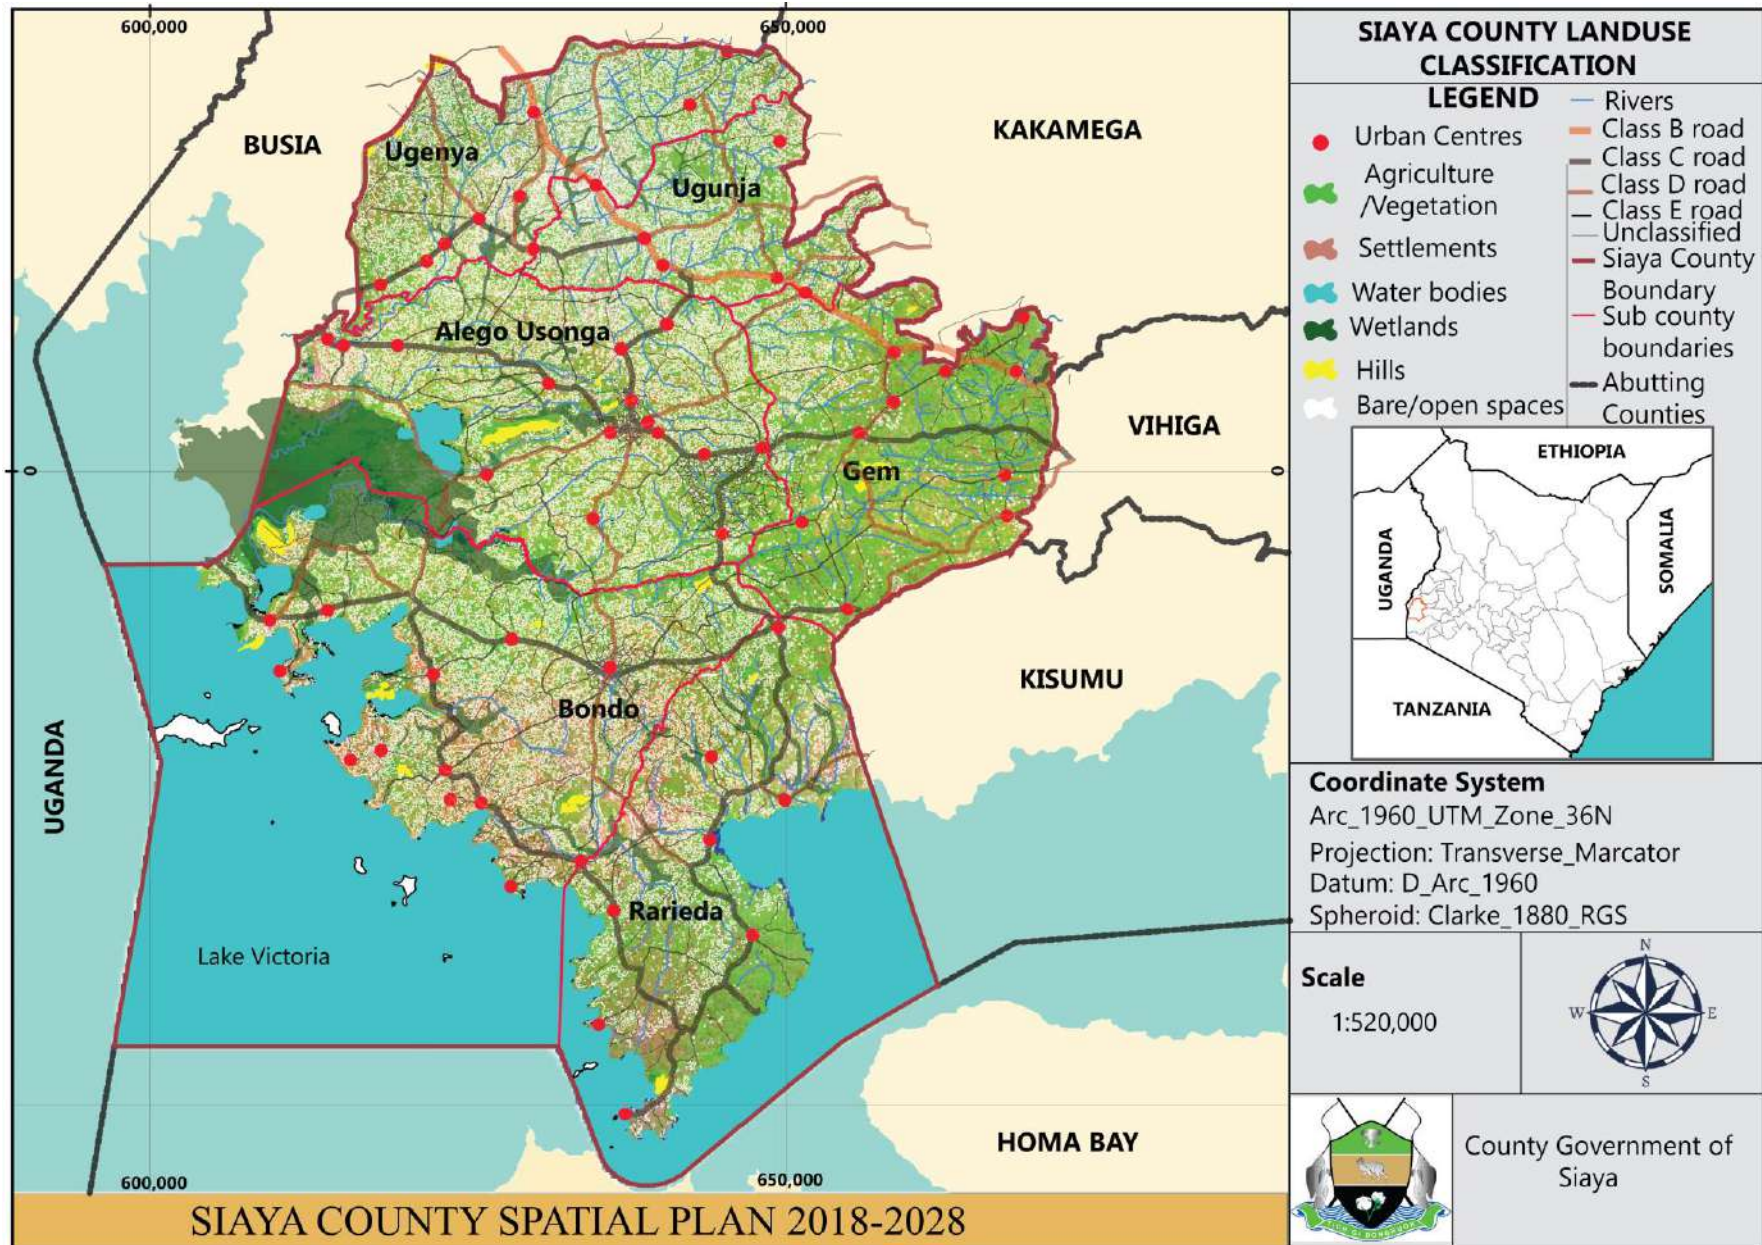 600,000
650,000
BUSIA
KAKAMEGA
Ugenya
Ugunja
Alego Usonga
VIHIGA
Gem
0
0
KISUMU
Bondo
UGANDA
Rarieda
Lake Victoria
HOMA BAY
600,000
650,000
SIAYA COUNTY SPATIAL PLAN 2018-2028
SIAYA COUNTY LANDUSE
CLASSIFICATION
LEGEND
Urban Centres
Agriculture
/Vegetation
Settlements
Water bodies
Wetlands
Hills
Bare/open spaces
Rivers
Class B road
Class C road
Class D road
Class E road
Unclassified
Siaya County
Boundary
Sub county
boundaries
Abutting
Counties
ETHIOPIA
UGANDA
SOMALIA
TANZANIA
Coordinate System
Arc_1960_UTM_Zone_36N
Projection: Transverse_Marcator
Datum: D_Arc_1960
Spheroid: Clarke_1880_RGS
Scale
1:520,000
N
W
E
S
County Government of
Siaya